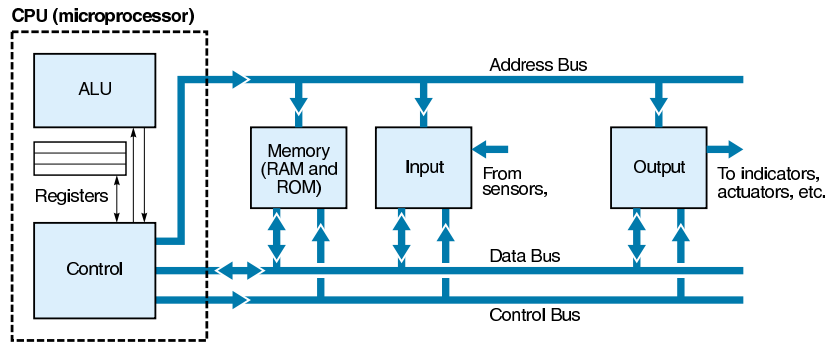 CPU (microprocessor)
ALU
Registers
Control
Address Bus
Memory
(RAM and
ROM)
Input
From
sensors,
Output
To indicators,
actuators, etc.
Data Bus
Control Bus